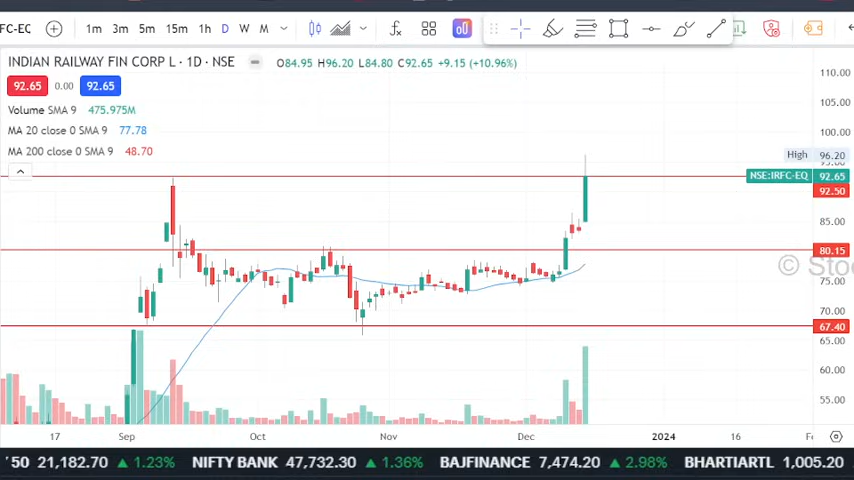 FC-EQ 1m 3m 5m 15m 1h D W M
INDIAN RAILWAY FIN CORP L · 1D · NSE O84.95 H96.20 L84.80 C92.65 +9.15 (+10.96%)
92.65 0.00 92.65
Volume SMA 9 475.975M
MA 20 close 0 SMA 9 77.78
MA 200 close 0 SMA 9 48.70
110.00
105.00
100.00
High 96.20
95.00
NSE:IRFC-EQ 92.65
92.50
85.00
80.15
© Stoc
75.00
70.00
67.40
65.00
60.00
55.00
17 Sep Oct Nov Dec 2024 16 Fe
'50 21,182.70 ▲ 1.23% NIFTY BANK 47,732.30 ▲ 1.36% BAJFINANCE 7,474.20 ▲ 2.98% BHARTIARTL 1,005.20